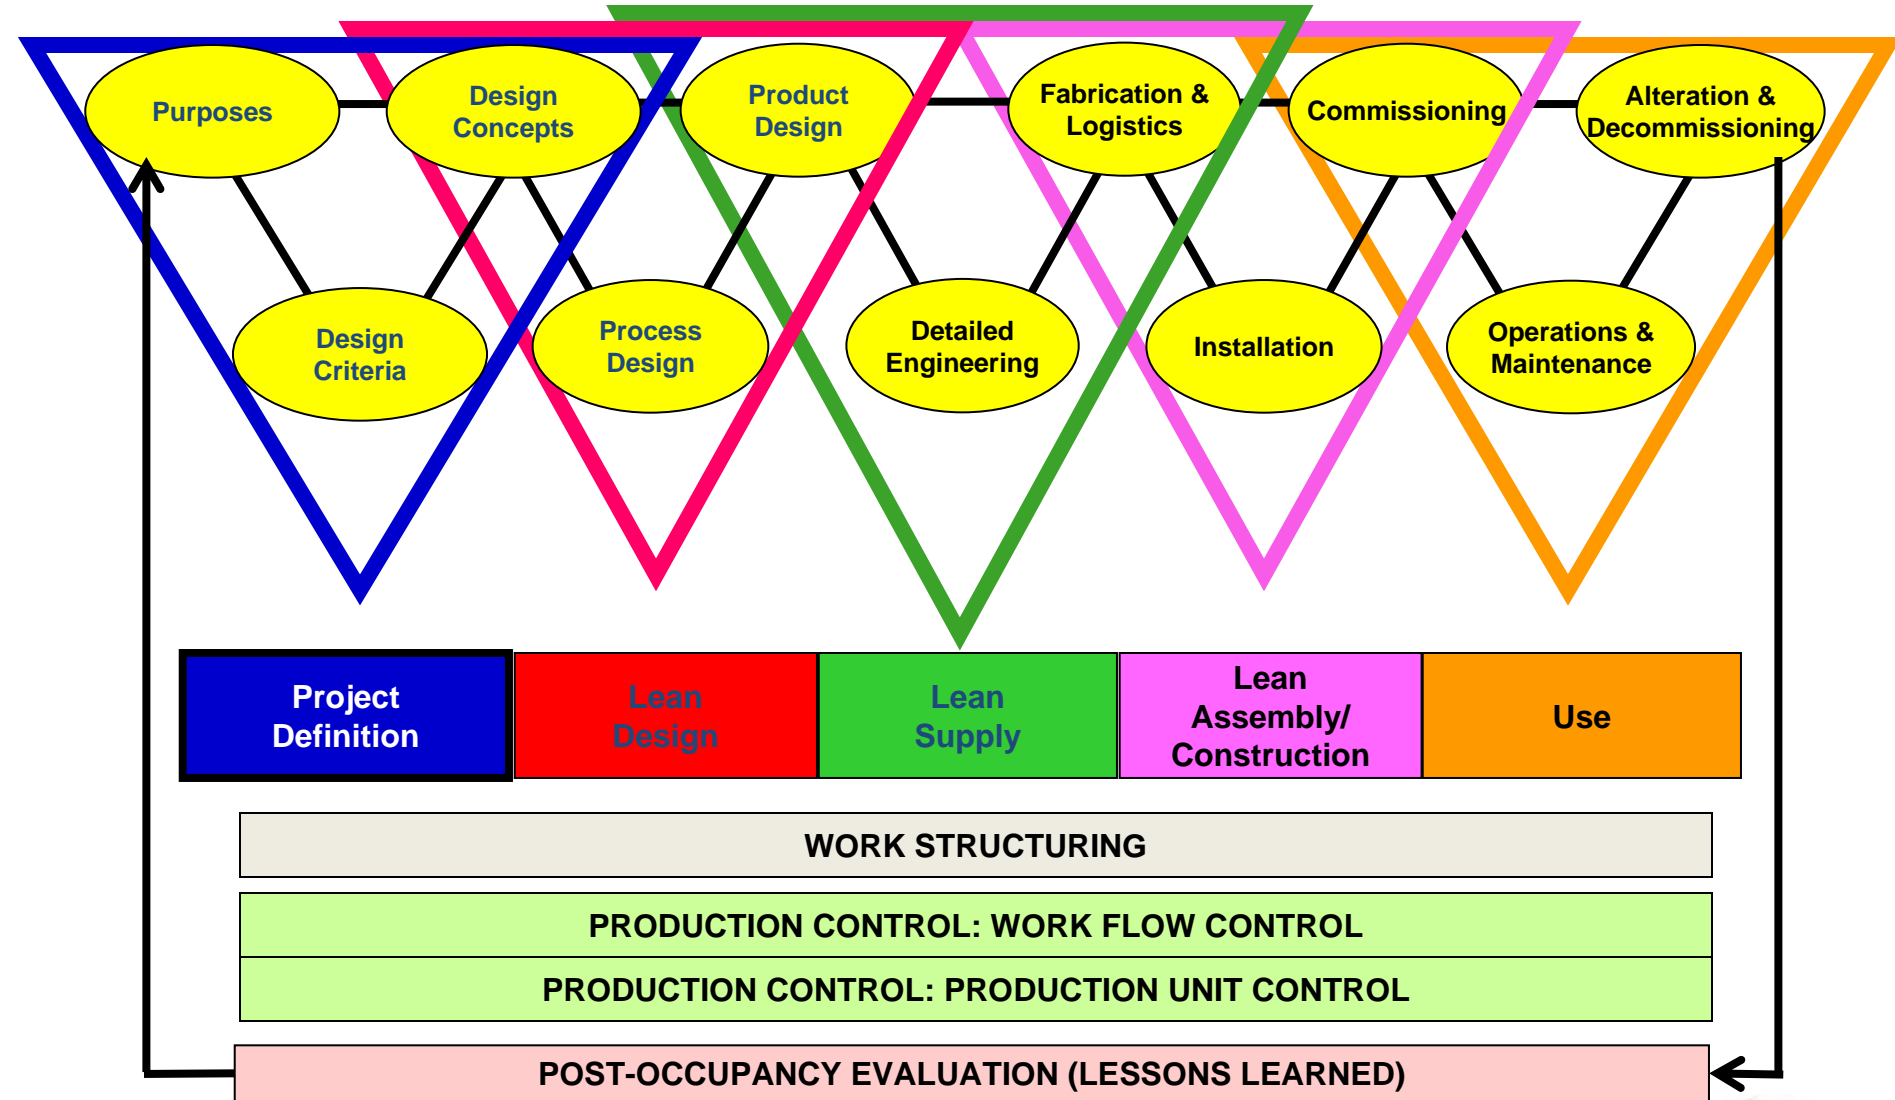 Purposes
Design
Concepts
Product
Design
Fabrication &
Logistics
Commissioning
Alteration &
Decommissioning
Design
Criteria
Process
Design
Detailed
Engineering
Installation
Operations &
Maintenance
Project
Definition
Lean
Design
Lean
Supply
Lean
Assembly/
Construction
Use
WORK STRUCTURING
PRODUCTION CONTROL: WORK FLOW CONTROL
PRODUCTION CONTROL: PRODUCTION UNIT CONTROL
POST-OCCUPANCY EVALUATION (LESSONS LEARNED)